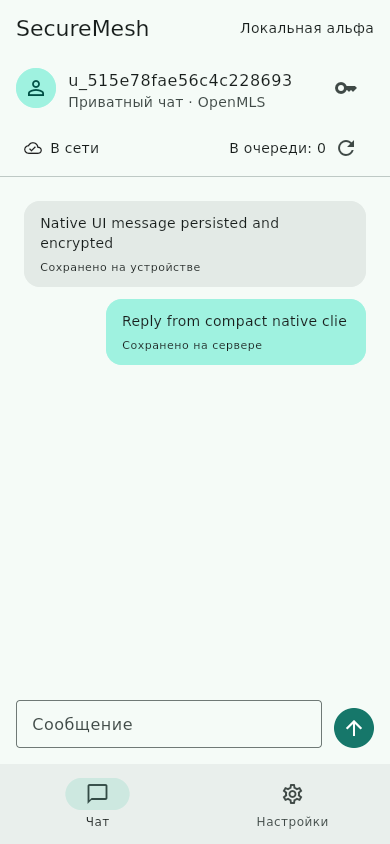 SecureMesh
Локальная альфа
u_515e78fae56c4c228693
Приватный чат · OpenMLS
В сети
В очереди: 0
Native UI message persisted and
encrypted
Сохранено на устройстве
Reply from compact native clie
Сохранено на сервере
Сообщение
Чат
Настройки